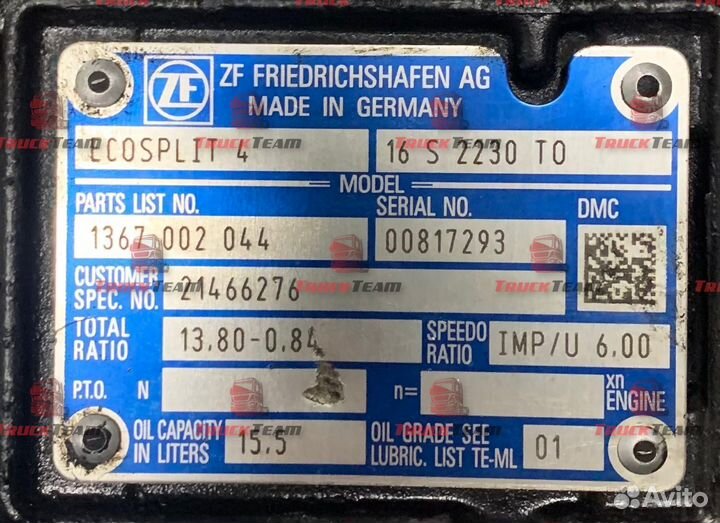 ZF FRIEDRICHSHAFEN AG
MADE IN GERMANY
ECOSPLIT 4 16 S 2230 TO
MODEL
PARTS LIST NO. SERIAL NO. DMC
1367 002 044 00817293
CUSTOMER SPEC. NO. 21466276
TOTAL RATIO 13.80-0.84 SPEEDO RATIO IMP/U 6.00
P.T.O. N n= xn ENGINE
OIL CAPACITY IN LITERS 15.5 OIL GRADE SEE LUBRIC. LIST TE-ML 01
TRUCKTEAM
Avito